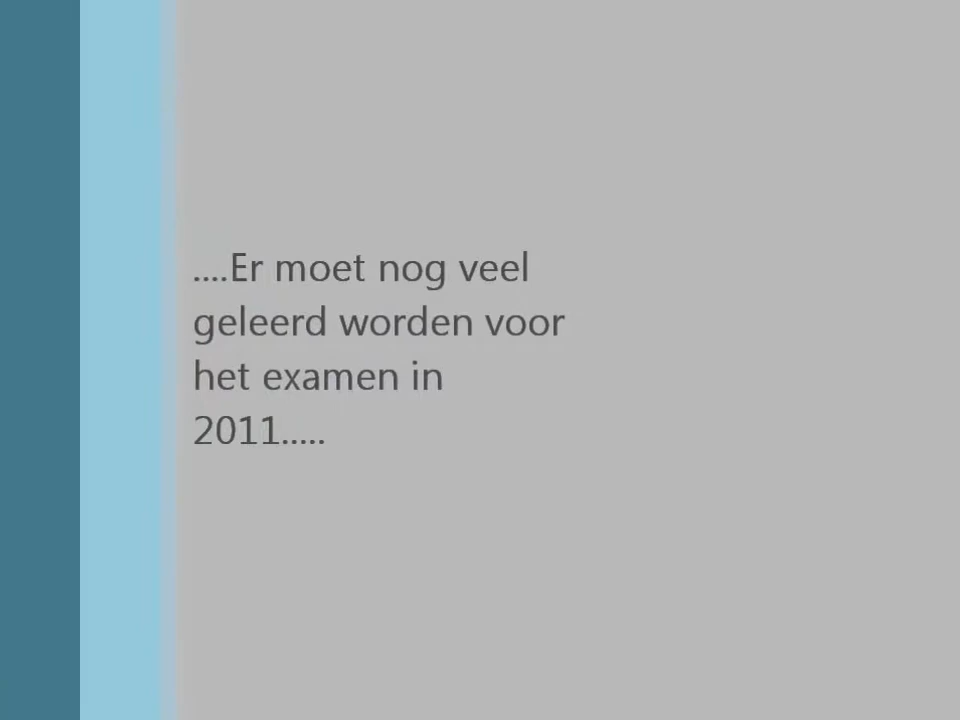 ....Er moet nog veel
geleerd worden voor
het examen in
2011.....